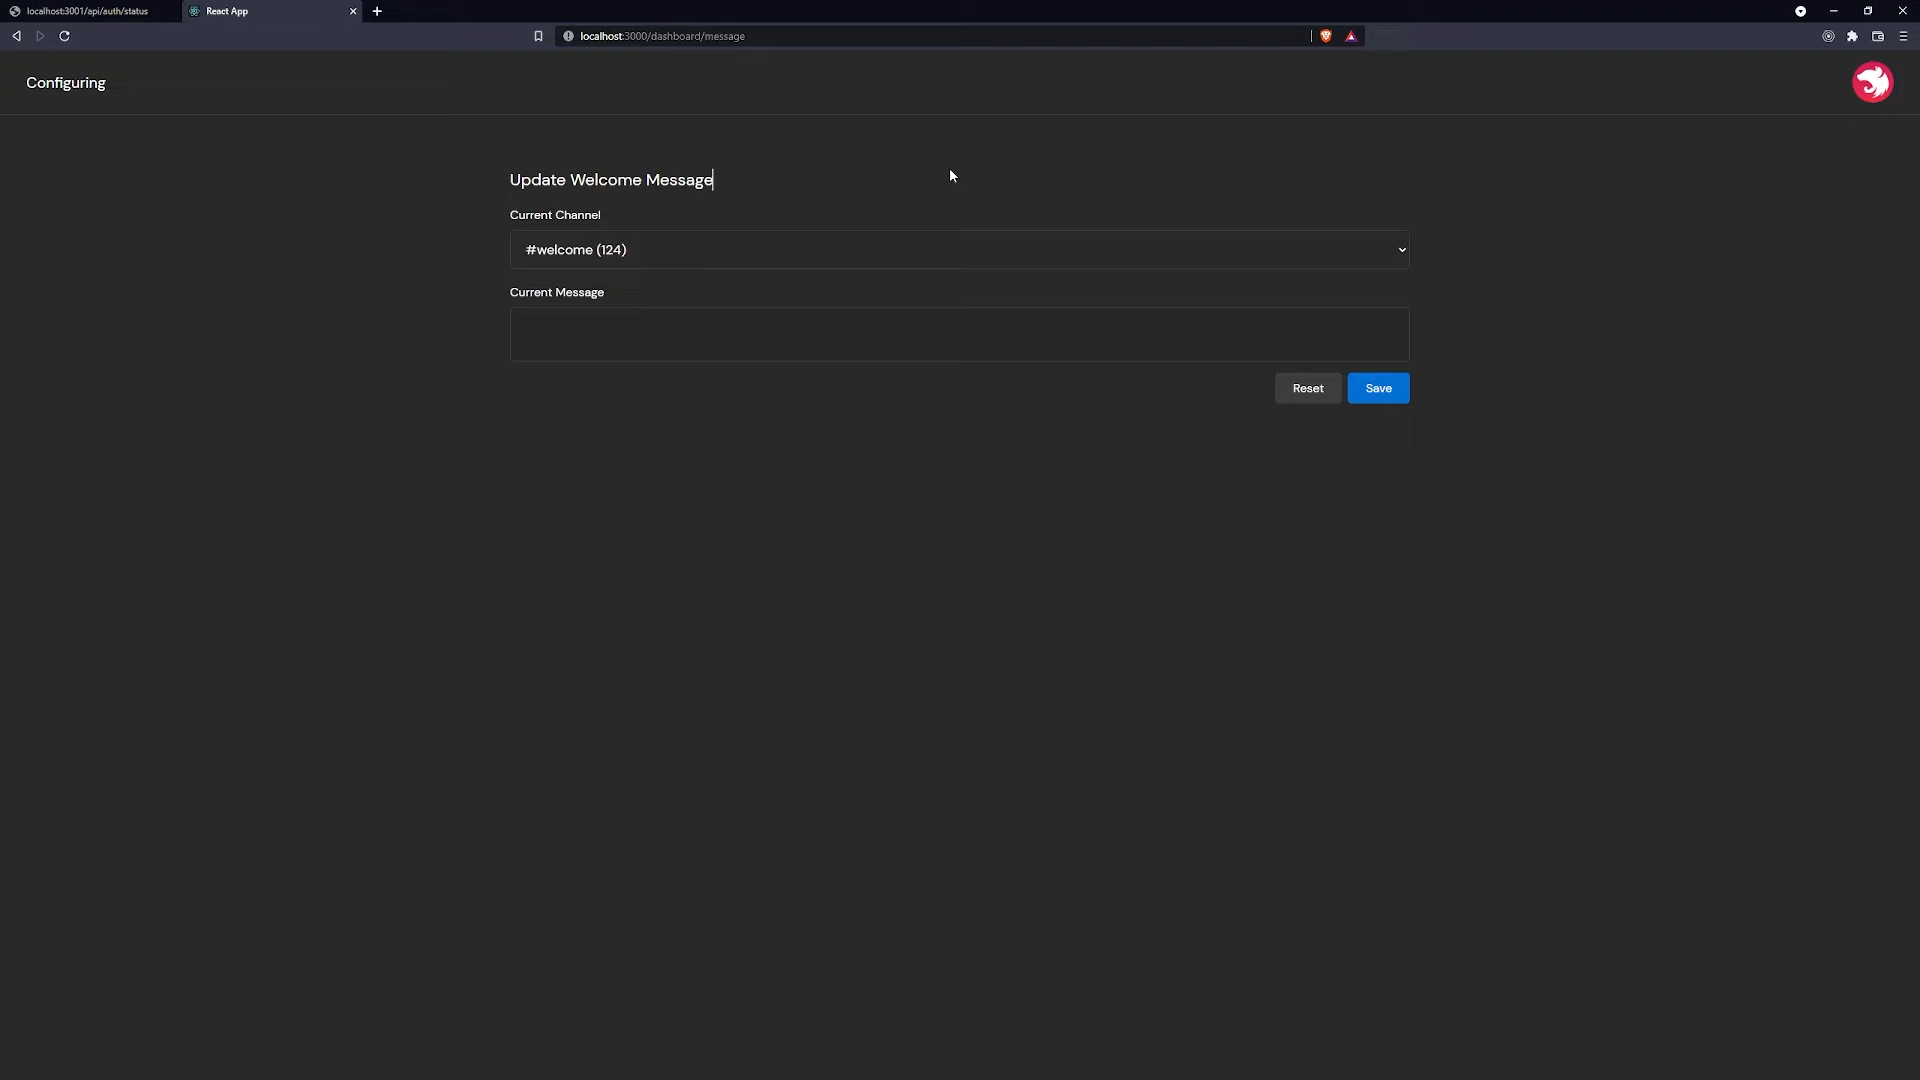 localhost:3001/api/auth/status
React App
localhost:3000/dashboard/message
Configuring
Update Welcome Message
Current Channel
#welcome (124)
Current Message
Reset
Save